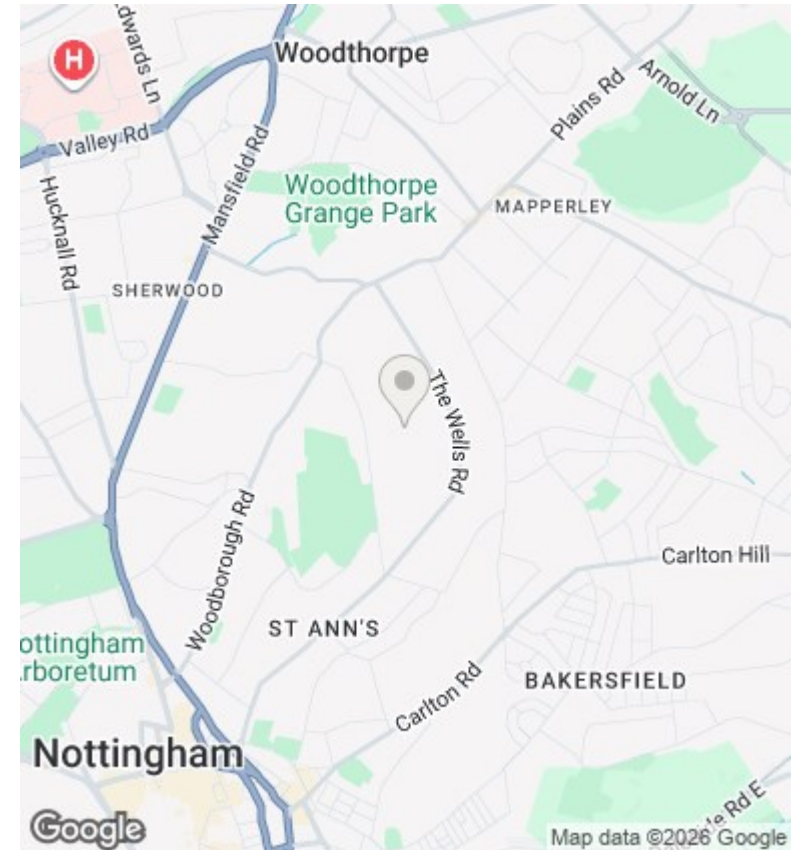 Edwards Ln
Woodthorpe
H
Plains Rd
Arnold Ln
Valley Rd
Mansfield Rd
Hucknall Rd
Woodthorpe
Grange Park
MAPPERLEY
SHERWOOD
The Wells Rd
Woodborough Rd
Carlton Hill
ST ANN'S
ottingham
rboretum
Carlton Rd
BAKERSFIELD
Nottingham
Rd E
Google
Map data ©2026 Google